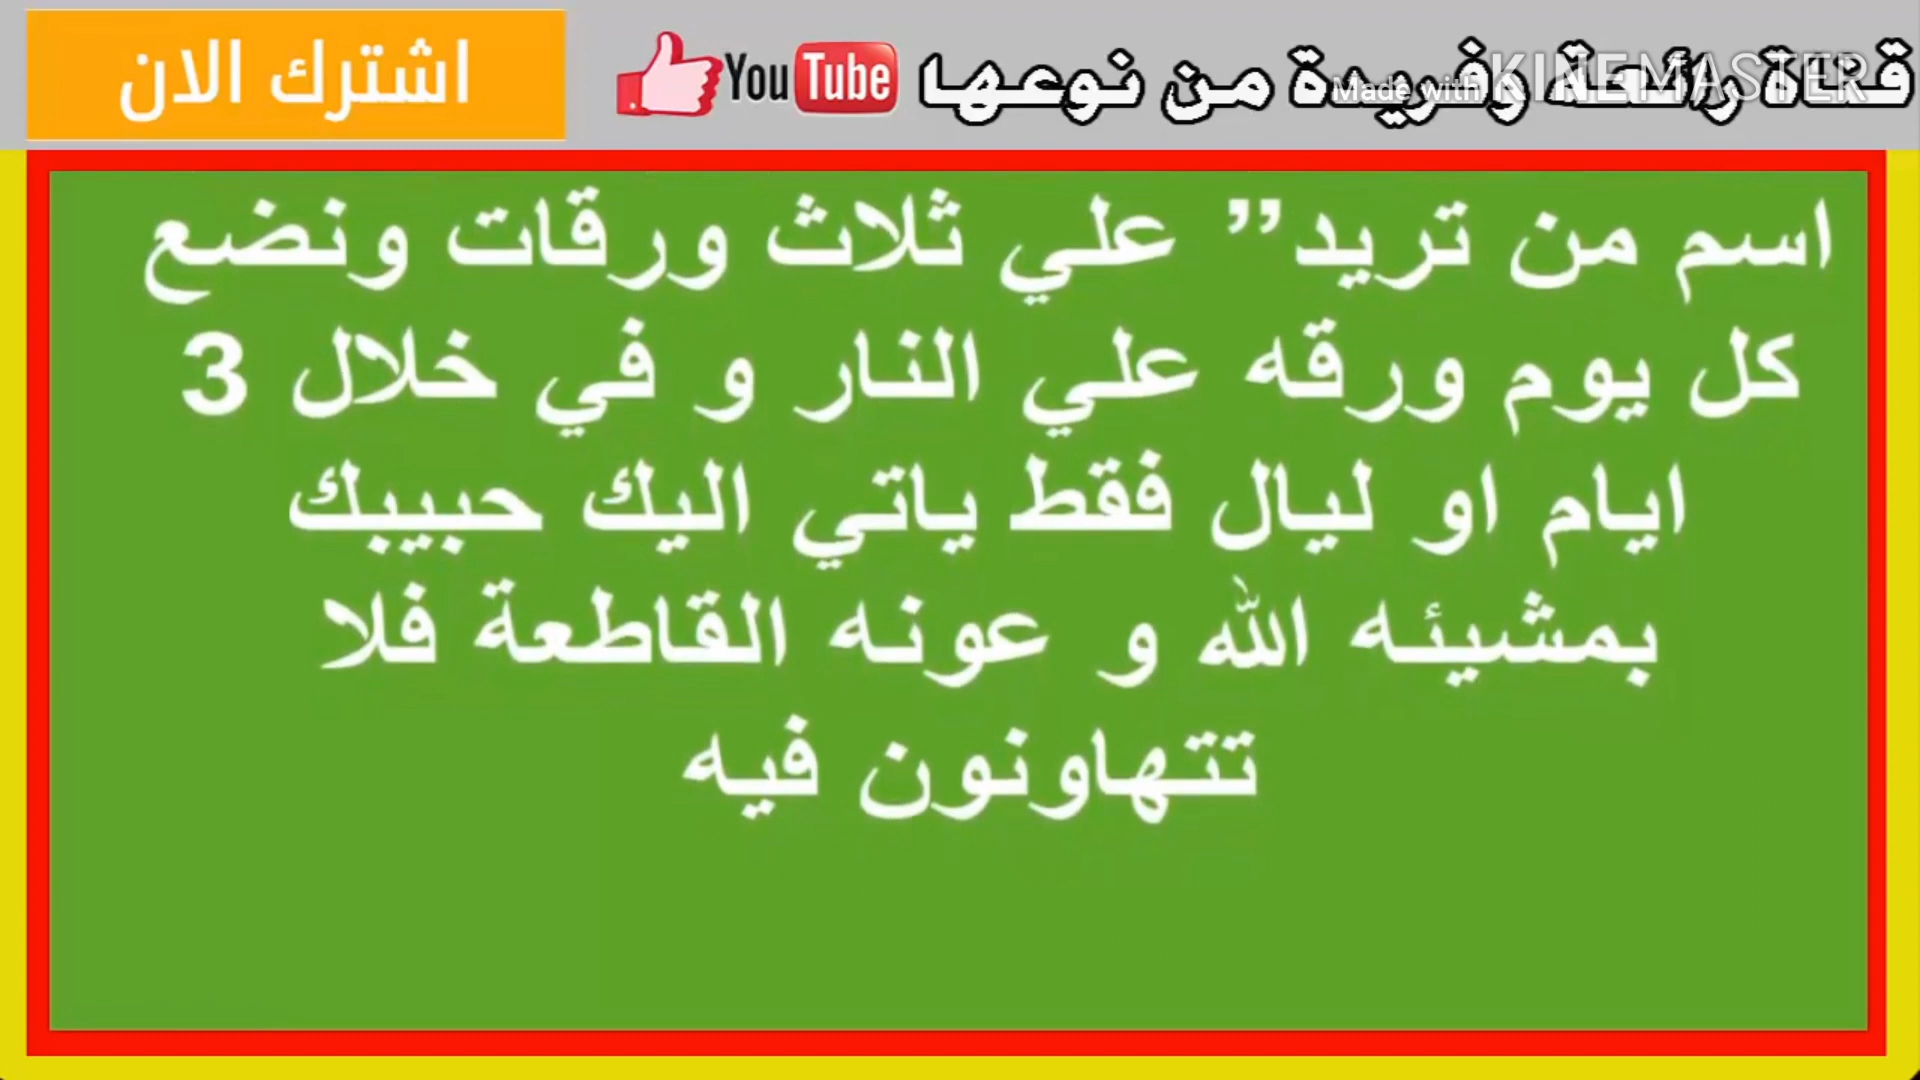 قناة رائعة وفريدة من نوعها YouTube اشترك الان
Made with KINEMASTER
اسم من تريد” علي ثلاث ورقات ونضع
كل يوم ورقه علي النار و في خلال 3
ايام او ليال فقط ياتي اليك حبيبك
بمشيئه الله و عونه القاطعة فلا
تتهاونون فيه